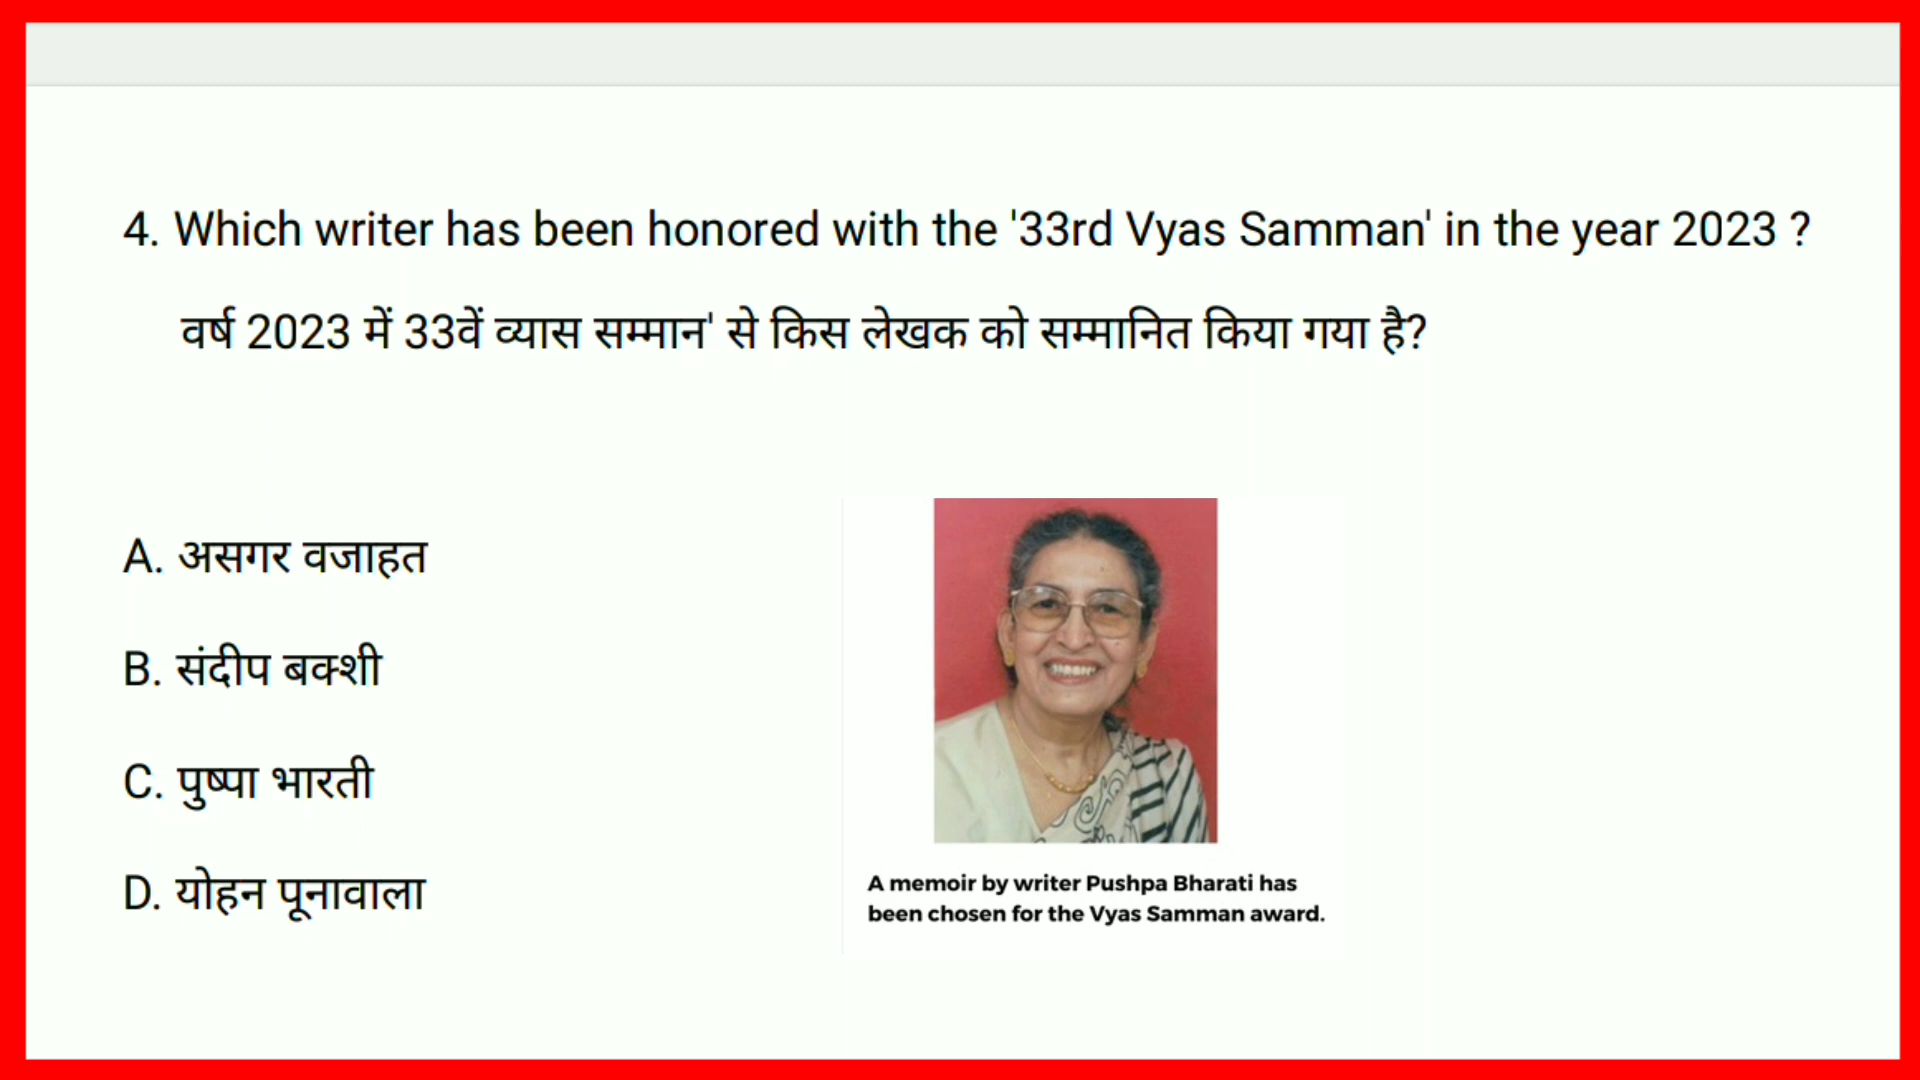 4. Which writer has been honored with the '33rd Vyas Samman' in the year 2023 ?
वर्ष 2023 में 33वें व्यास सम्मान' से किस लेखक को सम्मानित किया गया है?
A. असगर वजाहत
B. संदीप बक्शी
C. पुष्पा भारती
D. योहन पूनावाला
A memoir by writer Pushpa Bharati has
been chosen for the Vyas Samman award.